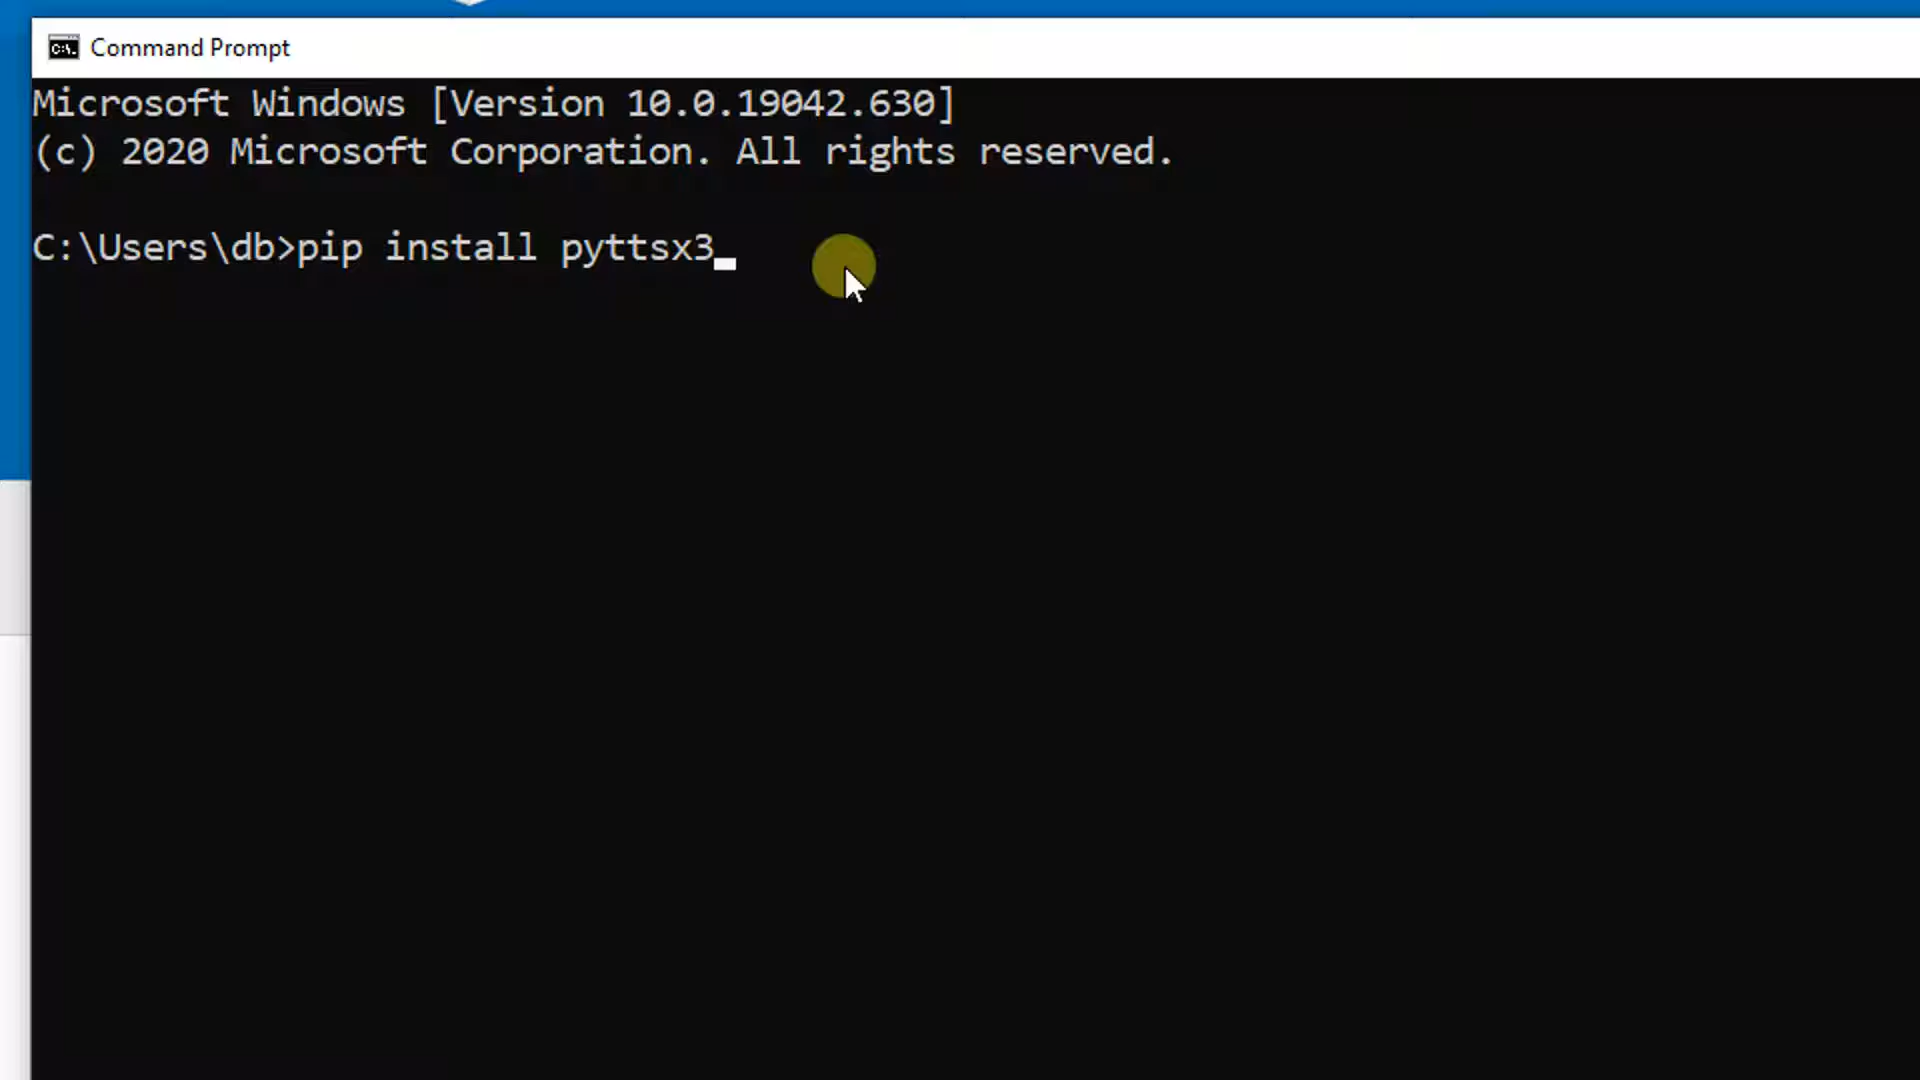 Command Prompt
Microsoft Windows [Version 10.0.19042.630]
(c) 2020 Microsoft Corporation. All rights reserved.
C:\Users\db>pip install pyttsx3